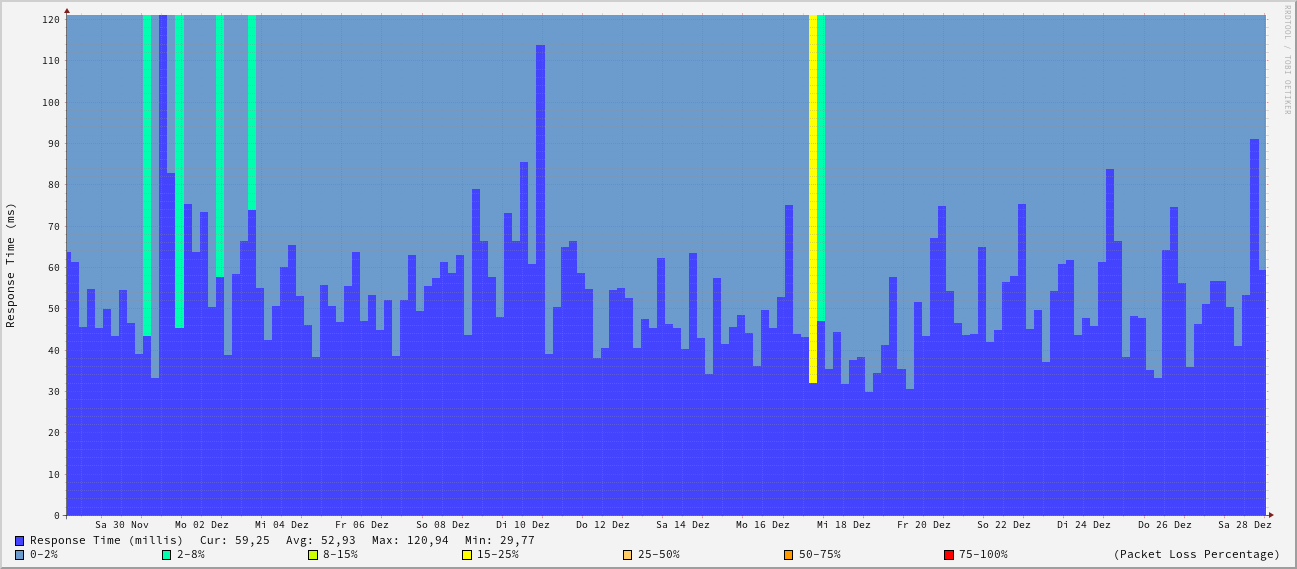 120
110
100
90
80
70
60
50
40
30
20
10
0
Response Time (ms)
RRDTOOL / TOBI OETIKER
Sa 30 Nov Mo 02 Dez Mi 04 Dez Fr 06 Dez So 08 Dez Di 10 Dez Do 12 Dez Sa 14 Dez Mo 16 Dez Mi 18 Dez Fr 20 Dez So 22 Dez Di 24 Dez Do 26 Dez Sa 28 Dez
Response Time (millis) Cur: 59,25 Avg: 52,93 Max: 120,94 Min: 29,77
0-2% 2-8% 8-15% 15-25% 25-50% 50-75% 75-100% (Packet Loss Percentage)